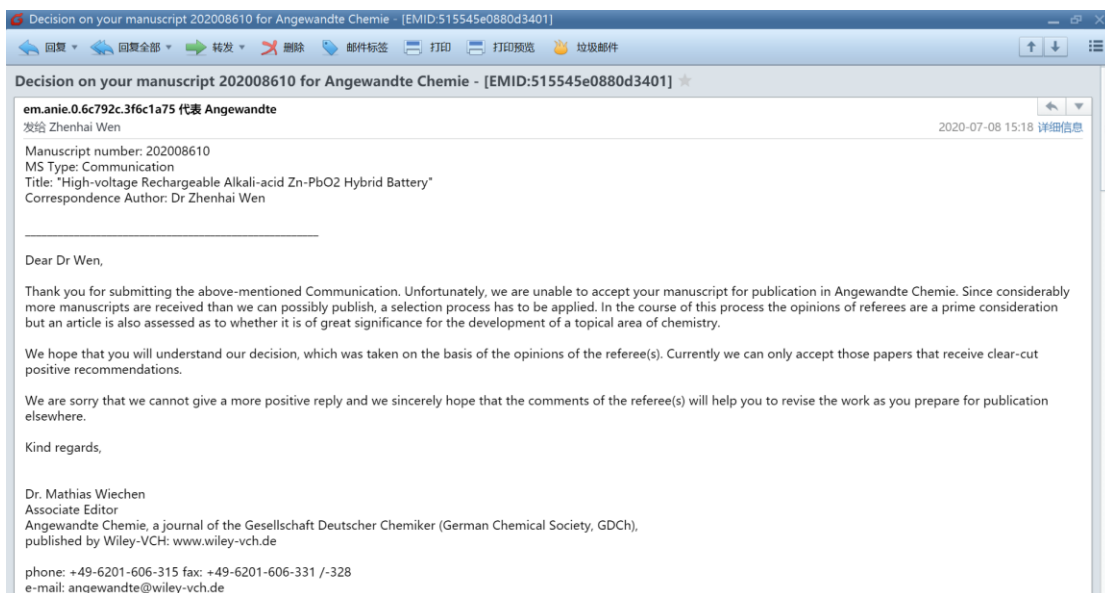 Decision on your manuscript 202008610 for Angewandte Chemie - [EMID:515545e0880d3401]
回复 回复全部 转发 删除 邮件标签 打印 打印预览 垃圾邮件
Decision on your manuscript 202008610 for Angewandte Chemie - [EMID:515545e0880d3401]
em.anie.0.6c792c.3f6c1a75 代表 Angewandte
发给 Zhenhai Wen 2020-07-08 15:18 详细信息
Manuscript number: 202008610
MS Type: Communication
Title: "High-voltage Rechargeable Alkali-acid Zn-PbO2 Hybrid Battery"
Correspondence Author: Dr Zhenhai Wen
Dear Dr Wen,
Thank you for submitting the above-mentioned Communication. Unfortunately, we are unable to accept your manuscript for publication in Angewandte Chemie. Since considerably
more manuscripts are received than we can possibly publish, a selection process has to be applied. In the course of this process the opinions of referees are a prime consideration
but an article is also assessed as to whether it is of great significance for the development of a topical area of chemistry.
We hope that you will understand our decision, which was taken on the basis of the opinions of the referee(s). Currently we can only accept those papers that receive clear-cut
positive recommendations.
We are sorry that we cannot give a more positive reply and we sincerely hope that the comments of the referee(s) will help you to revise the work as you prepare for publication
elsewhere.
Kind regards,
Dr. Mathias Wiechen
Associate Editor
Angewandte Chemie, a journal of the Gesellschaft Deutscher Chemiker (German Chemical Society, GDCh),
published by Wiley-VCH: www.wiley-vch.de
phone: +49-6201-606-315 fax: +49-6201-606-331 /-328
e-mail: angewandte@wiley-vch.de